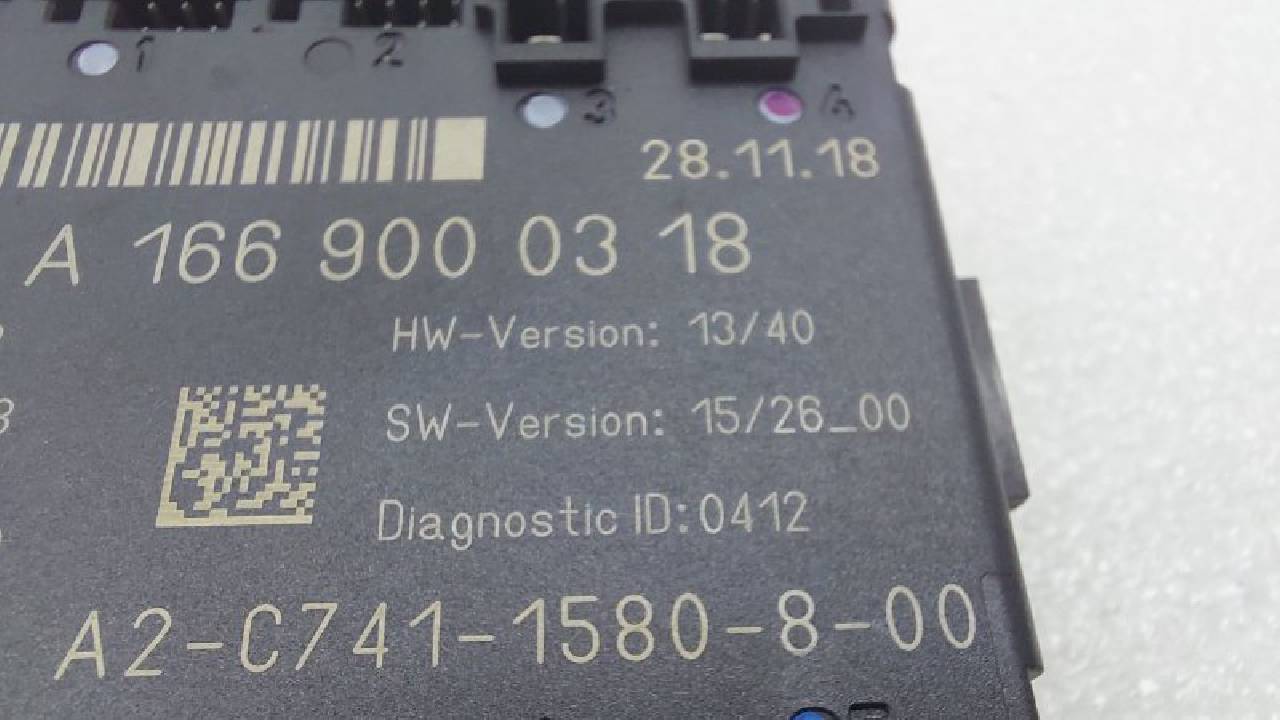 1 2
3 4
28.11.18
A 166 900 03 18
HW-Version: 13/40
SW-Version: 15/26_00
Diagnostic ID:0412
A2-C741-1580-8-00